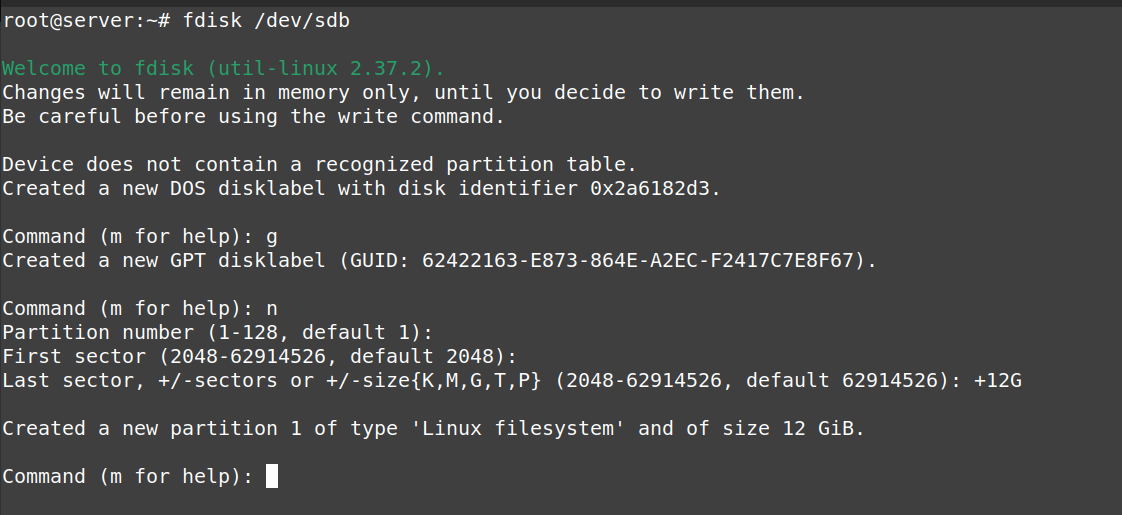 root@server:~# fdisk /dev/sdb
Welcome to fdisk (util-linux 2.37.2).
Changes will remain in memory only, until you decide to write them.
Be careful before using the write command.
Device does not contain a recognized partition table.
Created a new DOS disklabel with disk identifier 0x2a6182d3.
Command (m for help): g
Created a new GPT disklabel (GUID: 62422163-E873-864E-A2EC-F2417C7E8F67).
Command (m for help): n
Partition number (1-128, default 1):
First sector (2048-62914526, default 2048):
Last sector, +/-sectors or +/-size{K,M,G,T,P} (2048-62914526, default 62914526): +12G
Created a new partition 1 of type 'Linux filesystem' and of size 12 GiB.
Command (m for help):